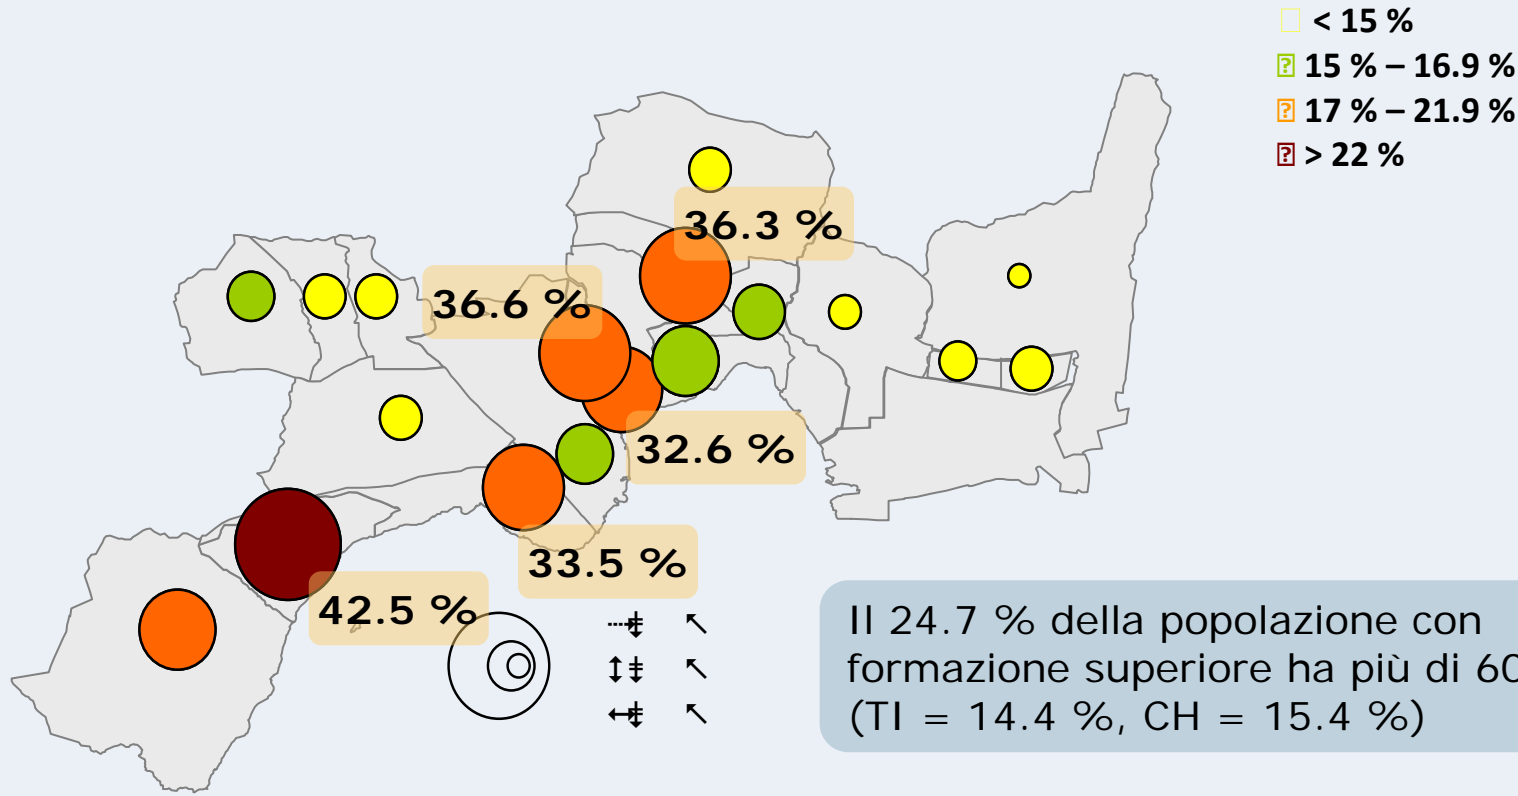 < 15 %
15 % – 16.9 %
17 % – 21.9 %
> 22 %
36.3 %
36.6 %
32.6 %
33.5 %
42.5 %
Il 24.7 % della popolazione con
formazione superiore ha più di 60
(TI = 14.4 %, CH = 15.4 %)